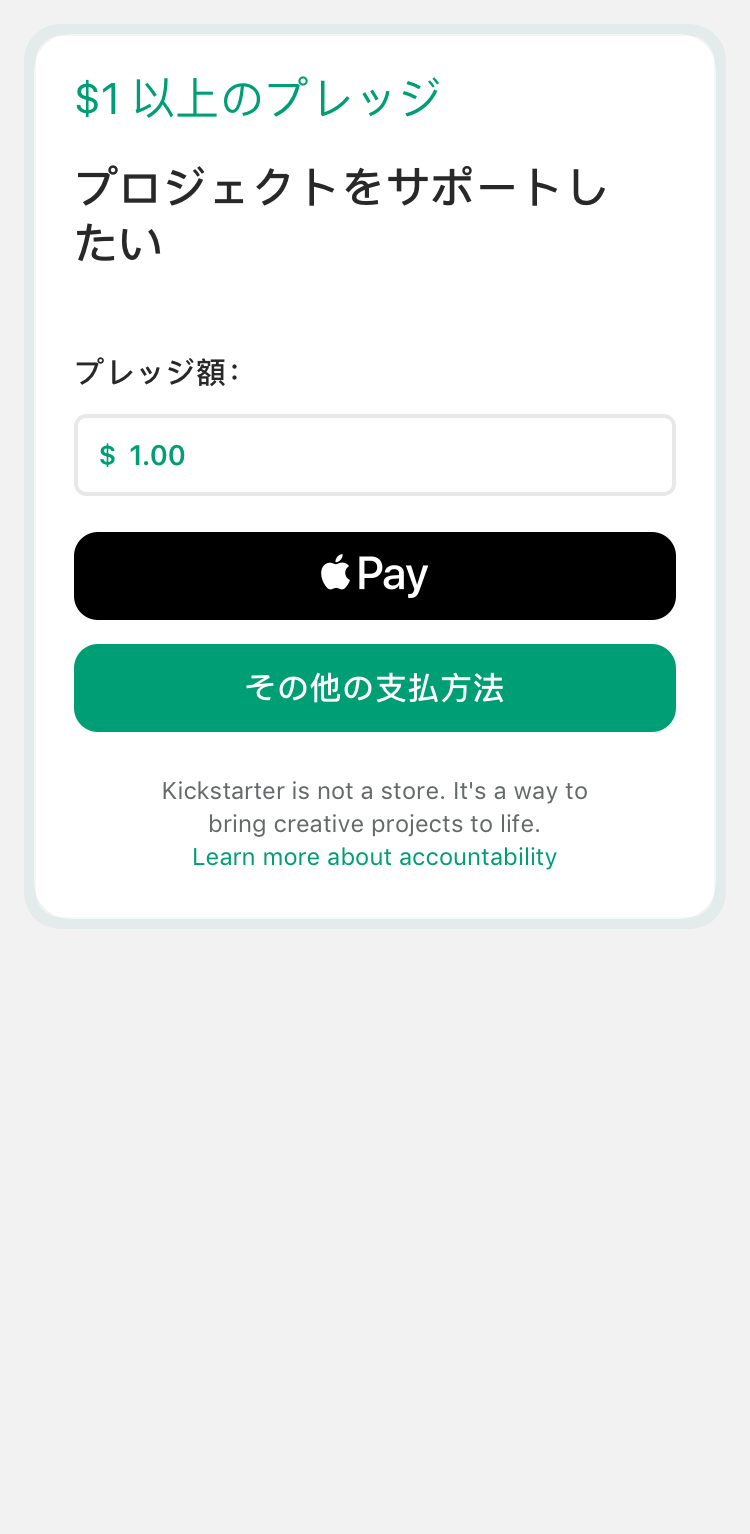 $1 以上のプレッジ
プロジェクトをサポートし
たい
プレッジ額:
$ 1.00
Pay
その他の支払方法
Kickstarter is not a store. It's a way to
bring creative projects to life.
Learn more about accountability